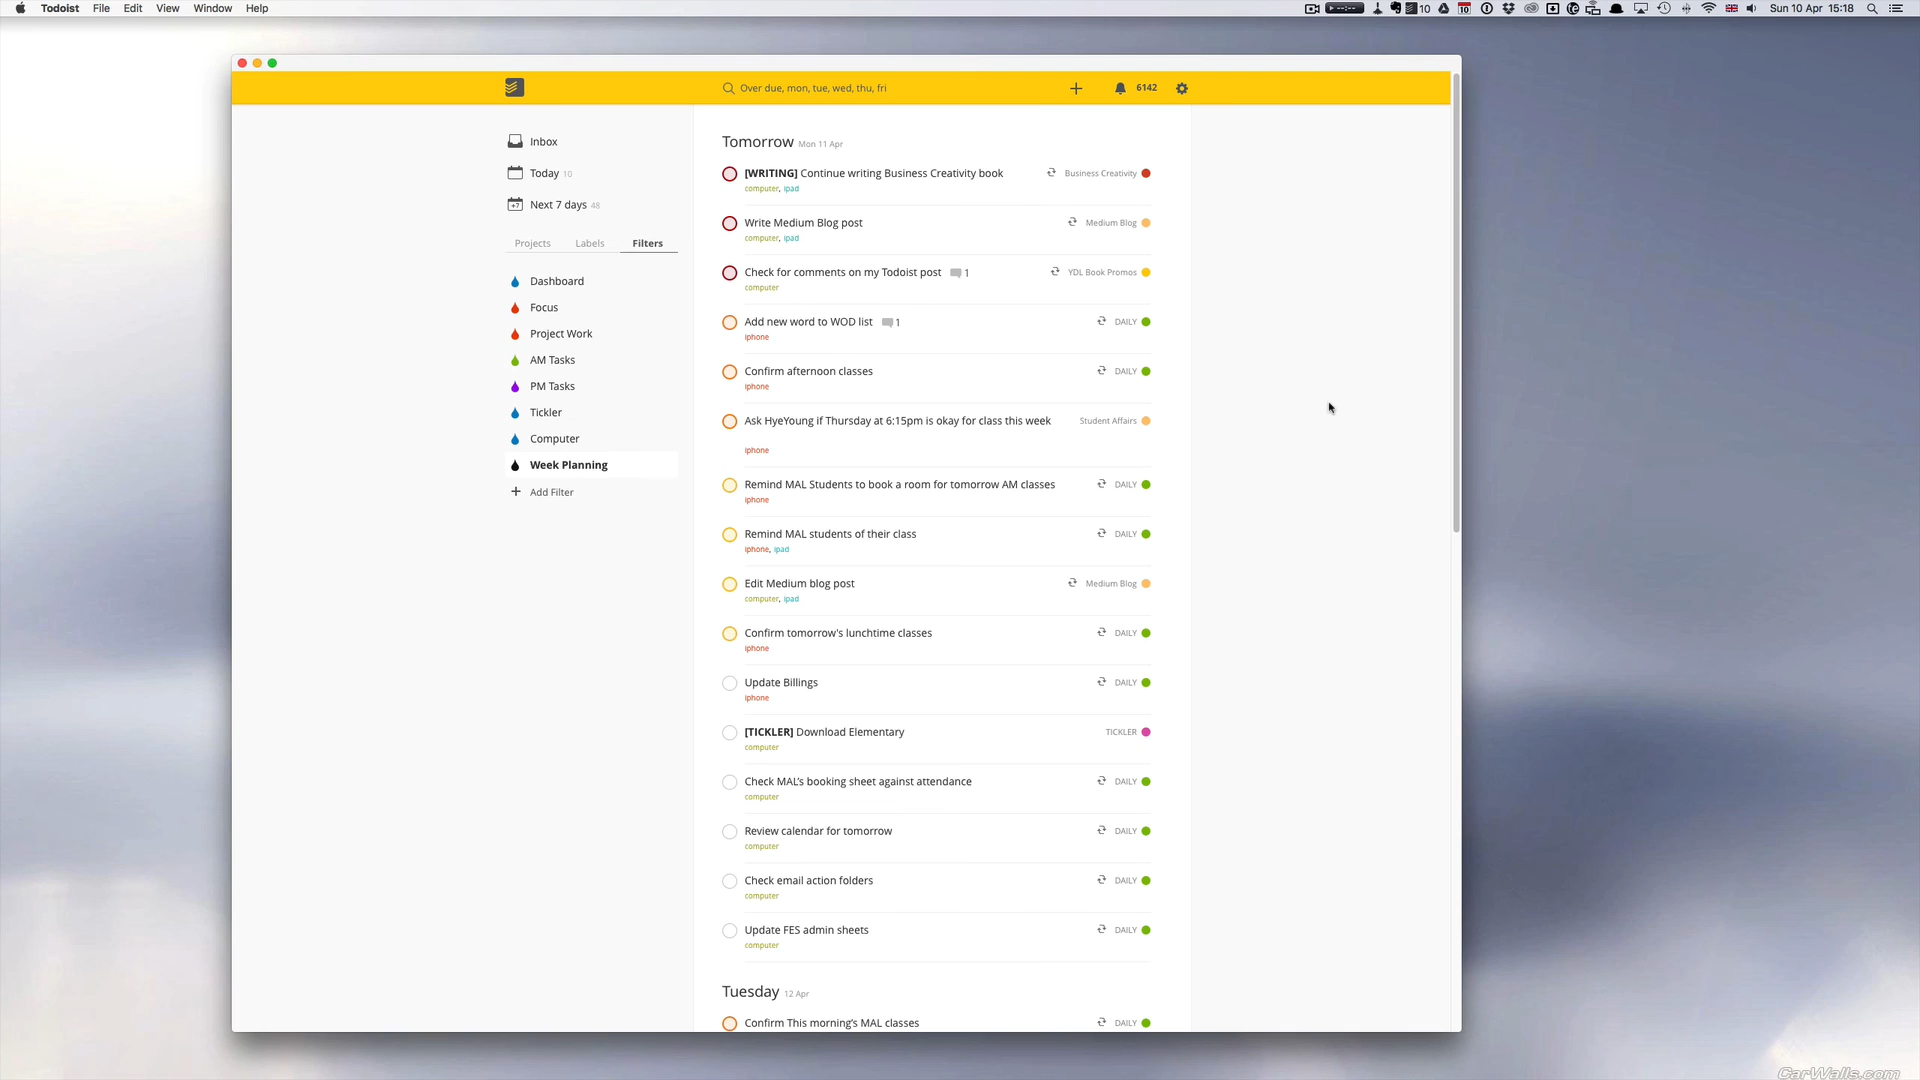 Todoist File Edit View Window Help
10
10
Sun 10 Apr 15:18
Over due, mon, tue, wed, thu, fri
6142
Inbox
Today 10
Next 7 days 48
Projects Labels Filters
Dashboard
Focus
Project Work
AM Tasks
PM Tasks
Tickler
Computer
Week Planning
Add Filter
Tomorrow Mon 11 Apr
[WRITING] Continue writing Business Creativity book Business Creativity
computer, ipad
Write Medium Blog post Medium Blog
computer, ipad
Check for comments on my Todoist post 1 YDL Book Promos
computer
Add new word to WOD list 1 DAILY
iphone
Confirm afternoon classes DAILY
iphone
Ask HyeYoung if Thursday at 6:15pm is okay for class this week Student Affairs
iphone
Remind MAL Students to book a room for tomorrow AM classes DAILY
iphone
Remind MAL students of their class DAILY
iphone, ipad
Edit Medium blog post Medium Blog
computer, ipad
Confirm tomorrow's lunchtime classes DAILY
iphone
Update Billings DAILY
iphone
[TICKLER] Download Elementary TICKLER
computer
Check MAL's booking sheet against attendance DAILY
computer
Review calendar for tomorrow DAILY
computer
Check email action folders DAILY
computer
Update FES admin sheets DAILY
computer
Tuesday 12 Apr
Confirm This morning's MAL classes DAILY
CarWalls.com